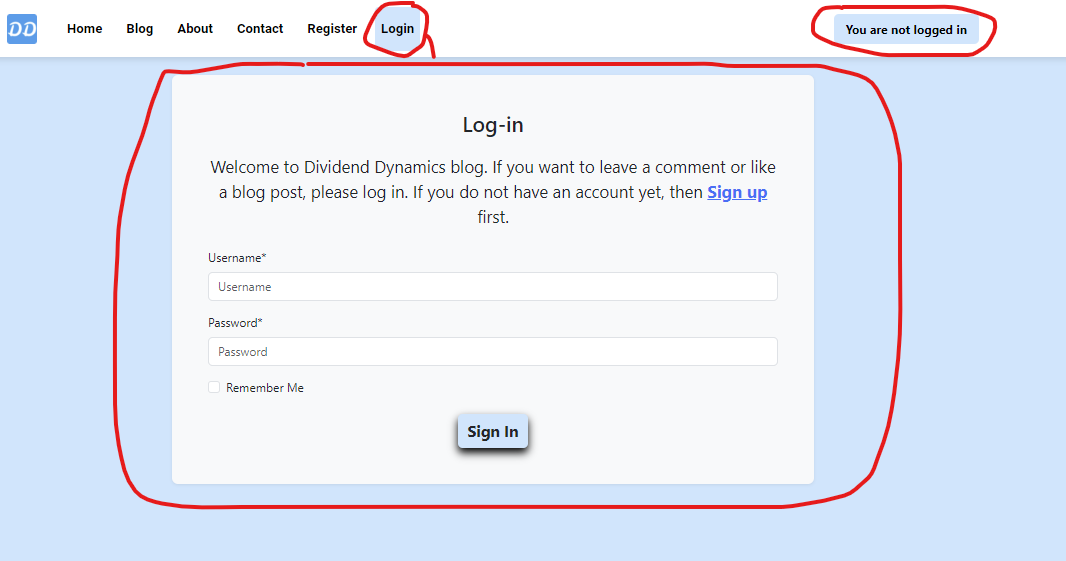 DD
Home Blog About Contact Register Login You are not logged in
Log-in
Welcome to Dividend Dynamics blog. If you want to leave a comment or like
a blog post, please log in. If you do not have an account yet, then Sign up
first.
Username*
Username
Password*
Password
Remember Me
Sign In